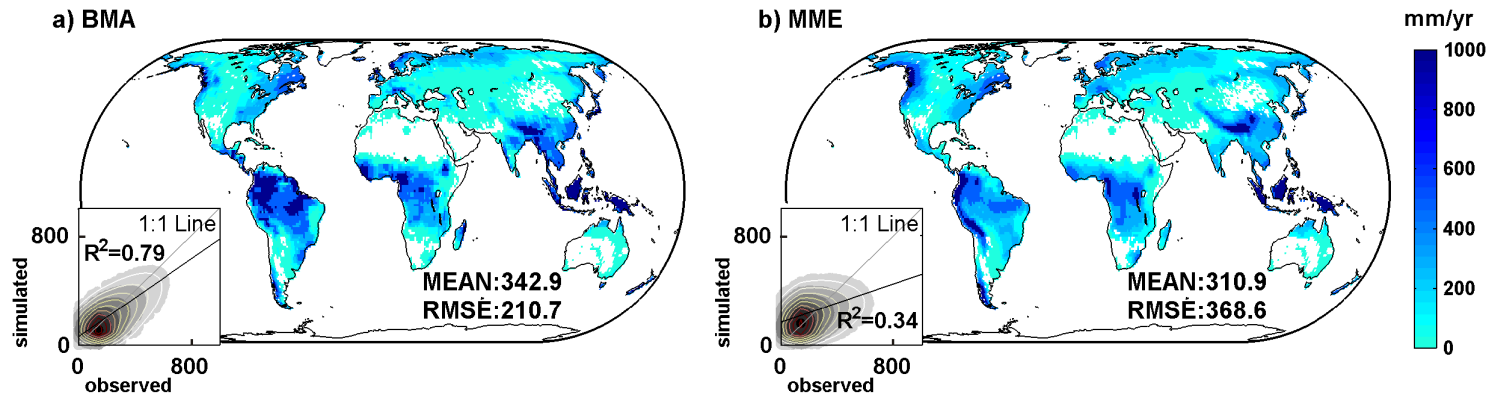 a) BMA
b) MME
mm/yr
1000
800
600
400
200
0
1:1 Line
R²=0.79
800
0
simulated
0
800
observed
MEAN:342.9
RMSE:210.7
1:1 Line
R²=0.34
800
0
simulated
0
800
observed
MEAN:310.9
RMSE:368.6